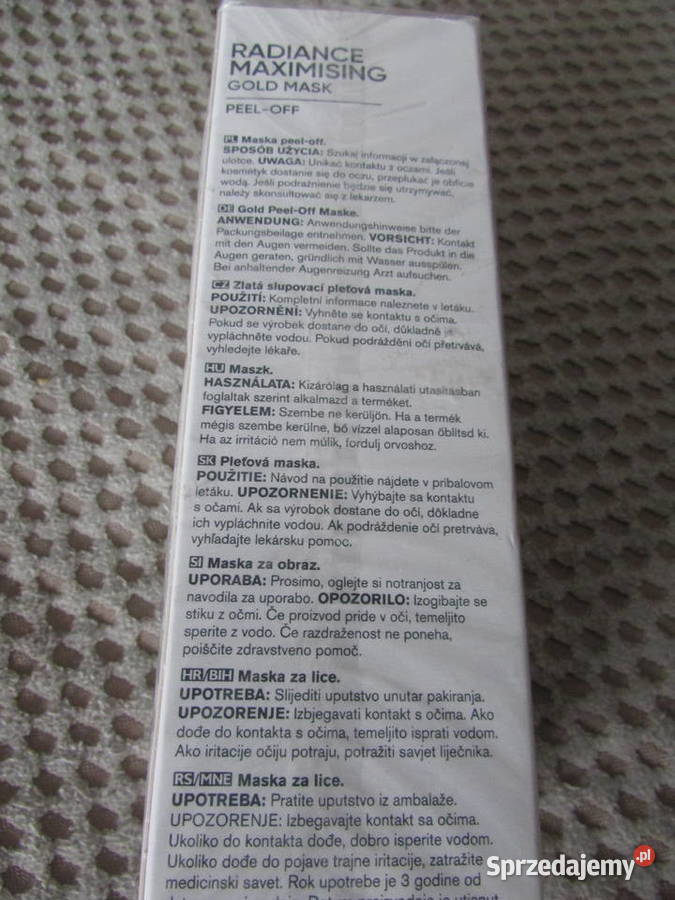 RADIANCE
MAXIMISING
GOLD MASK
PEEL-OFF
PL Maska peel-off.
SPOSÓB UŻYCIA: Szukaj informacji w załączonej
ulotce. UWAGA: Unikać kontaktu z oczami. Jeśli
kosmetyk dostanie się do oczu, przepłukać je obficie
wodą. Jeśli podrażnienie będzie się utrzymywać,
należy skonsultować się z lekarzem.
DE Gold Peel-Off Maske.
ANWENDUNG: Anwendungshinweise bitte der
Packungsbeilage entnehmen. VORSICHT: Kontakt
mit den Augen vermeiden. Sollte das Produkt in die
Augen geraten, gründlich mit Wasser ausspülen.
Bei anhaltender Augenreizung Arzt aufsuchen.
CZ Zlatá slupovací pleťová maska.
POUŽITÍ: Kompletní informace naleznete v letáku.
UPOZORNĚNÍ: Vyhněte se kontaktu s očima.
Pokud se výrobek dostane do očí, důkladně je
vypláchněte vodou. Pokud podráždění očí přetrvává,
vyhledejte lékaře.
HU Maszk.
HASZNÁLATA: Kizárólag a használati utasításban
foglaltak szerint alkalmazd a terméket.
FIGYELEM: Szembe ne kerüljön. Ha a termék
mégis szembe kerülne, bő vízzel alaposan öblítsd ki.
Ha az irritáció nem múlik, fordulj orvoshoz.
SK Pleťová maska.
POUŽITIE: Návod na použitie nájdete v pribalovom
letáku. UPOZORNENIE: Vyhýbajte sa kontaktu
s očami. Ak sa výrobok dostane do očí, dôkladne
ich vypláchnite vodou. Ak podráždenie očí pretrváva,
vyhľadajte lekársku pomoc.
SI Maska za obraz.
UPORABA: Prosimo, oglejte si notranjost za
navodila za uporabo. OPOZORILO: Izogibajte se
stiku z očmi. Če proizvod pride v oči, temeljito
sperite z vodo. Če razdraženost ne poneha,
poiščite zdravstveno pomoč.
HR/BIH Maska za lice.
UPOTREBA: Slijediti uputstvo unutar pakiranja.
UPOZORENJE: Izbjegavati kontakt s očima. Ako
dođe do kontakta s očima, temeljito isprati vodom.
Ako iritacije očiju potraju, potražiti savjet liječnika.
RS/MNE Maska za lice.
UPOTREBA: Pratite uputstvo iz ambalaže.
UPOZORENJE: Izbegavajte kontakt sa očima.
Ukoliko do kontakta dođe, dobro isperite vodom.
Ukoliko dođe do pojave trajne iritacije, zatražite
medicinski savet. Rok upotrebe je 3 godine od
Sprzedajemy.pl